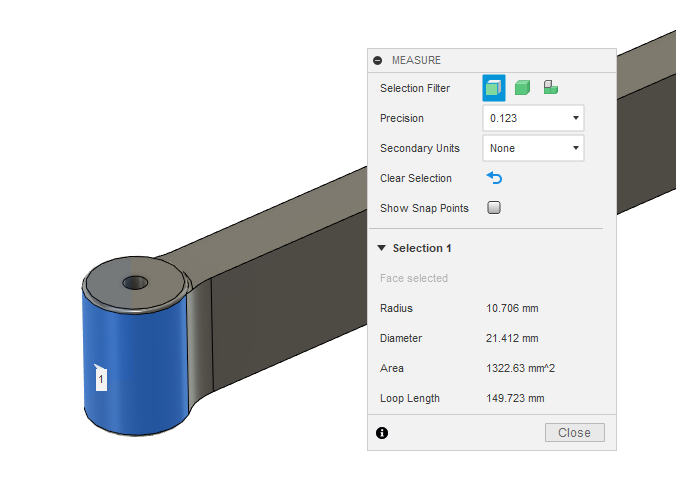 MEASURE
Selection Filter
Precision 0.123
Secondary Units None
Clear Selection
Show Snap Points
Selection 1
Face selected
Radius 10.706 mm
Diameter 21.412 mm
Area 1322.63 mm^2
Loop Length 149.723 mm
1
Close